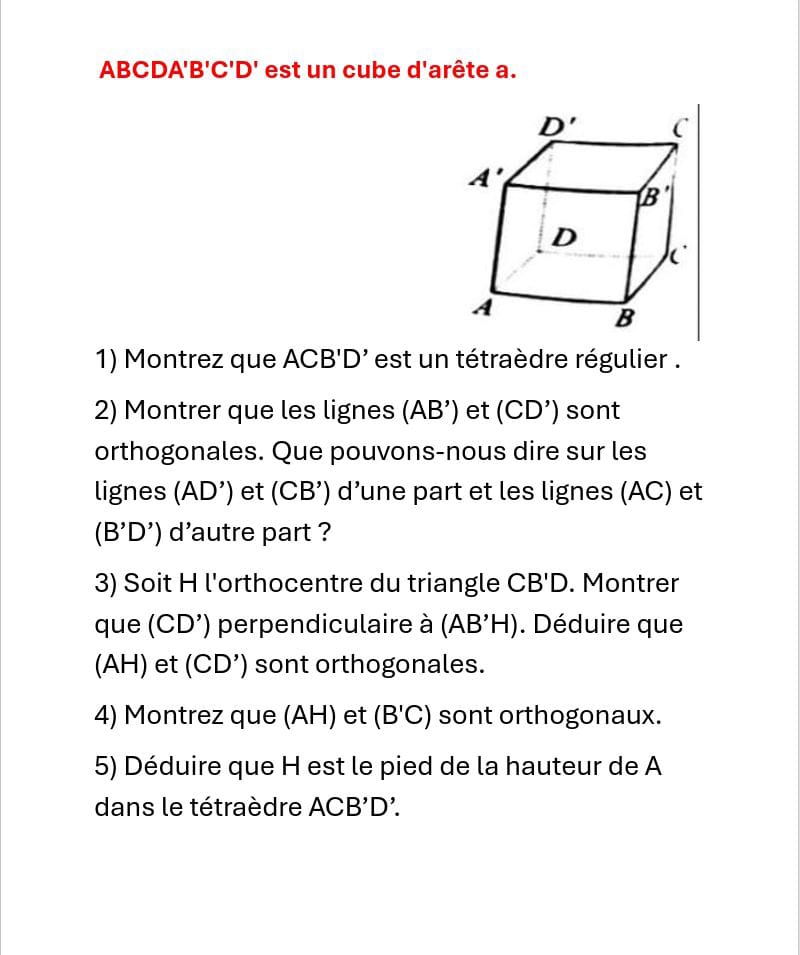 ABCDA'B'C'D' est un cube d'arête a.
D'
C
A'
B'
D
C
A
B
1) Montrez que ACB'D’ est un tétraèdre régulier .
2) Montrer que les lignes (AB’) et (CD’) sont
orthogonales. Que pouvons-nous dire sur les
lignes (AD’) et (CB’) d’une part et les lignes (AC) et
(B’D’) d’autre part ?
3) Soit H l'orthocentre du triangle CB'D. Montrer
que (CD’) perpendiculaire à (AB’H). Déduire que
(AH) et (CD’) sont orthogonales.
4) Montrez que (AH) et (B'C) sont orthogonaux.
5) Déduire que H est le pied de la hauteur de A
dans le tétraèdre ACB’D’.